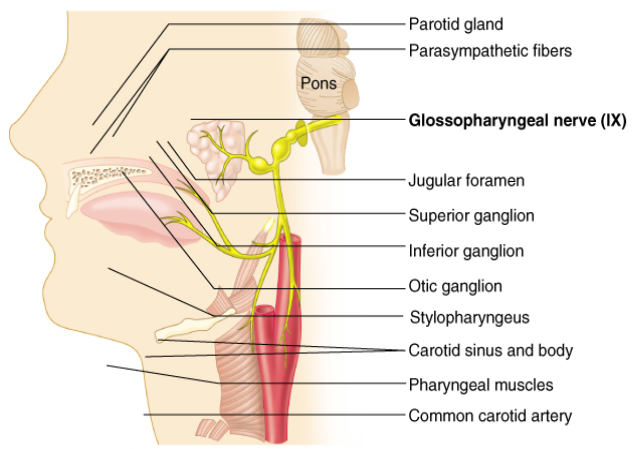 Parotid gland
Parasympathetic fibers
Pons
Glossopharyngeal nerve (IX)
Jugular foramen
Superior ganglion
Inferior ganglion
Otic ganglion
Stylopharyngeus
Carotid sinus and body
Pharyngeal muscles
Common carotid artery